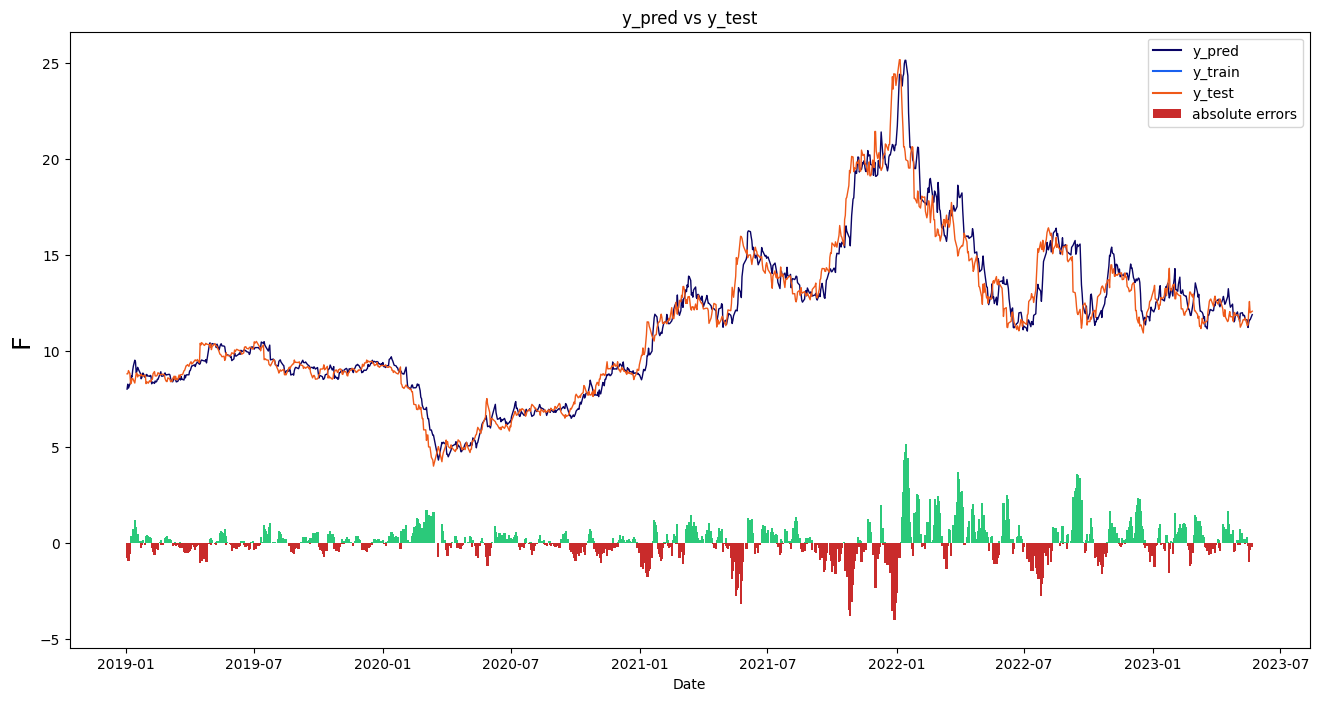 y_pred vs y_test
y_pred
y_train
y_test
absolute errors
25
20
15
10
5
0
−5
F
2019-01
2019-07
2020-01
2020-07
2021-01
2021-07
2022-01
2022-07
2023-01
2023-07
Date